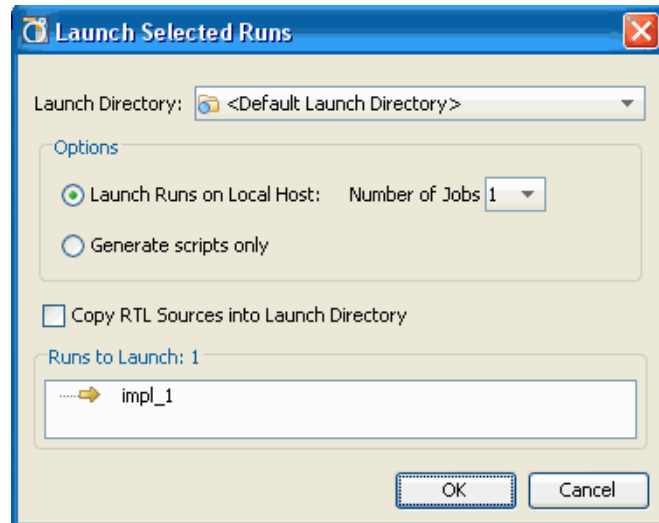 Launch Selected Runs
Launch Directory: <Default Launch Directory>
Options
Launch Runs on Local Host: Number of Jobs 1
Generate scripts only
Copy RTL Sources into Launch Directory
Runs to Launch: 1
impl_1
OK Cancel